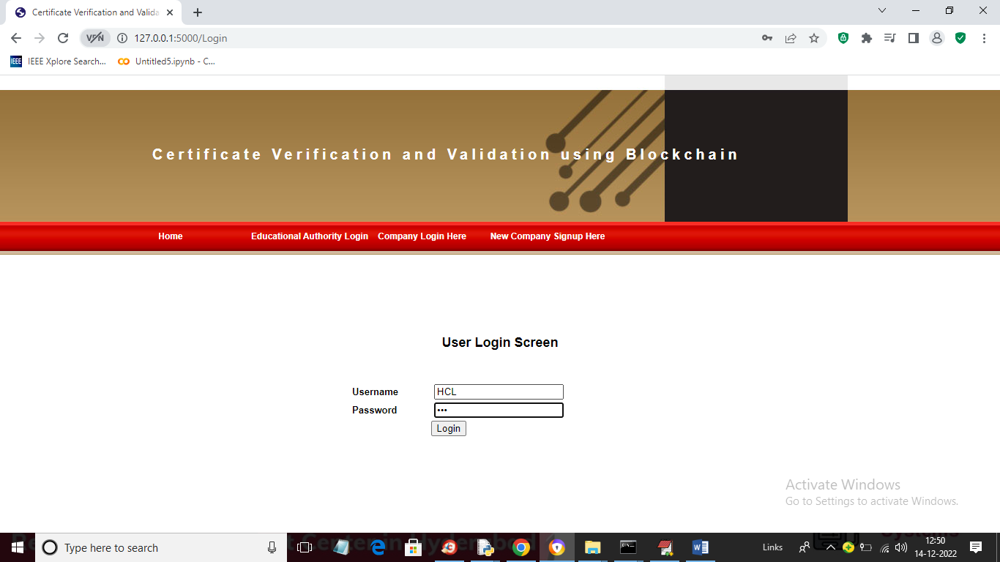 Certificate Verification and Valida
127.0.0.1:5000/Login
IEEE Xplore Search...
Untitled5.ipynb - C...
Certificate Verification and Validation using Blockchain
Home
Educational Authority Login
Company Login Here
New Company Signup Here
User Login Screen
Username
HCL
Password
•••
Login
Activate Windows
Go to Settings to activate Windows.
Type here to search
Links
12:50
14-12-2022